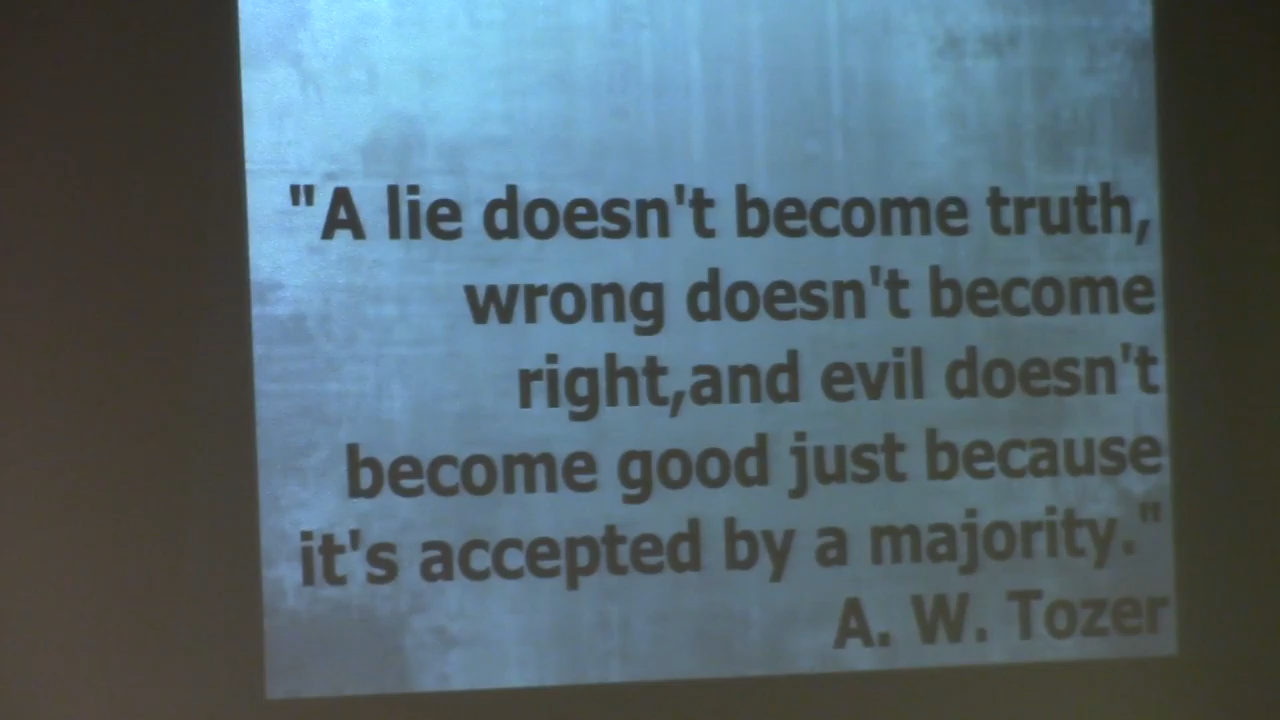 "A lie doesn't become truth,
wrong doesn't become
right,and evil doesn't
become good just because
it's accepted by a majority."
A. W. Tozer